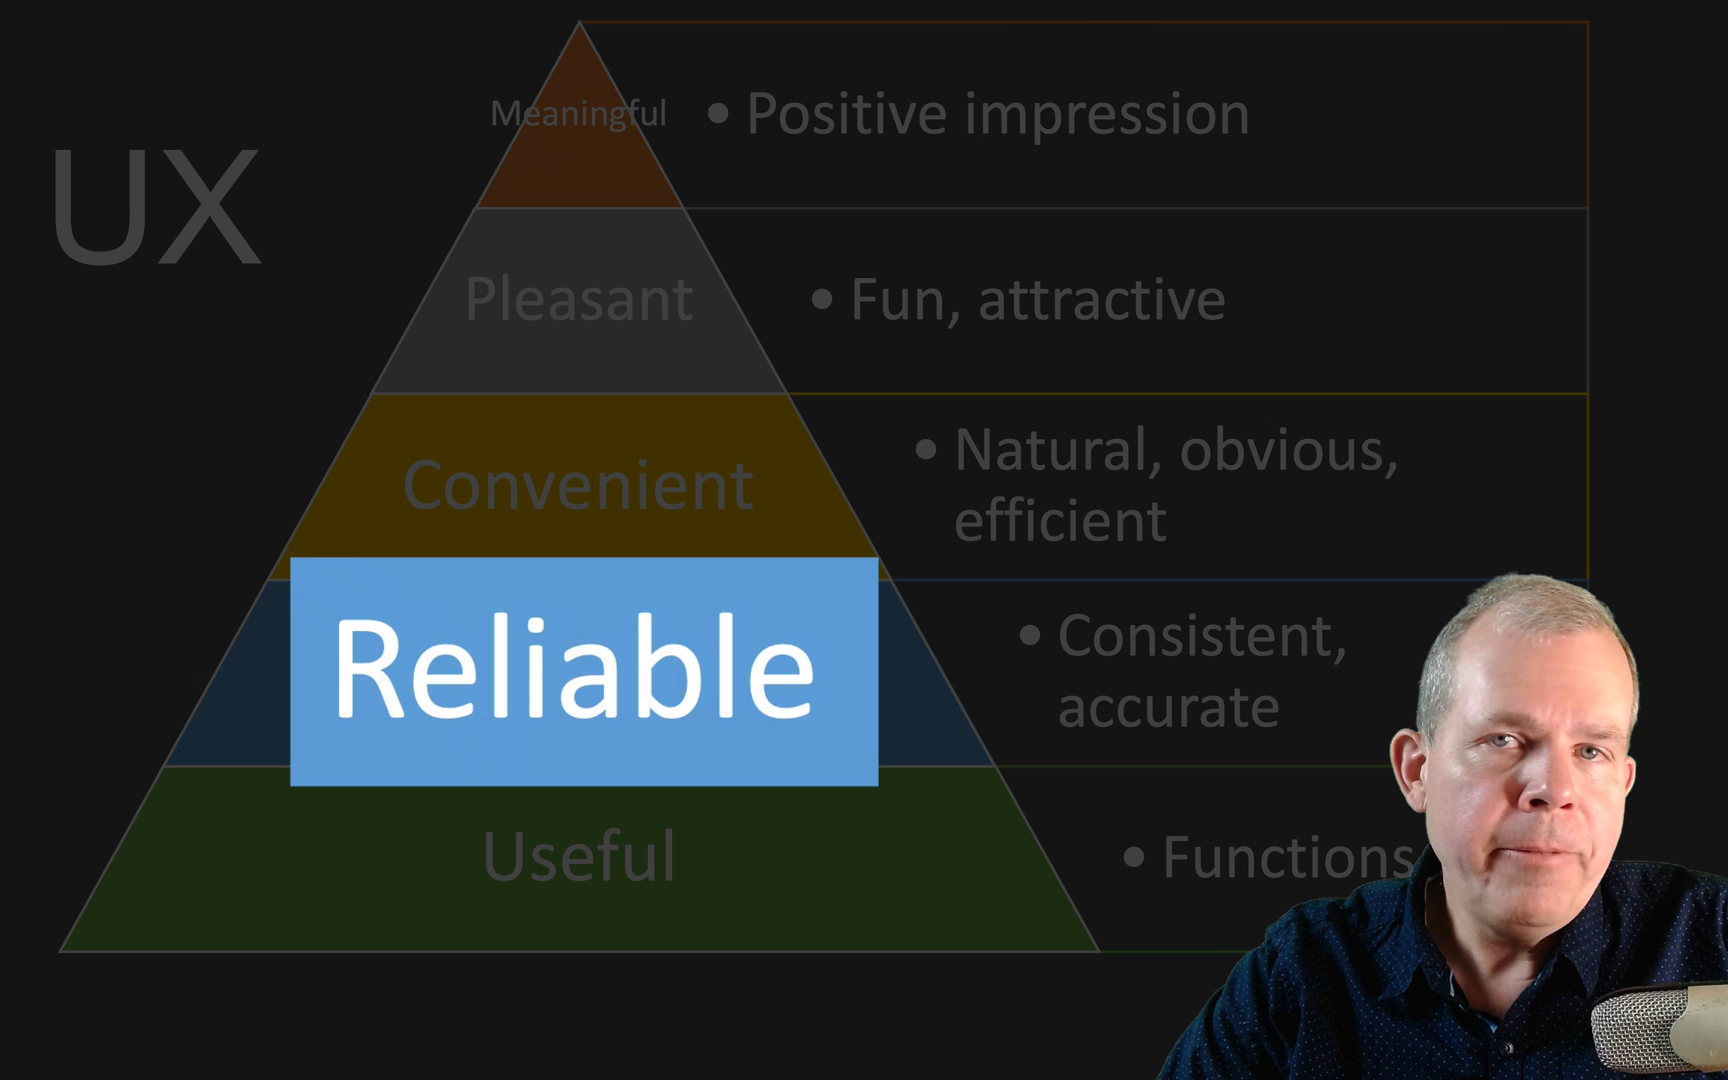 UX
Meaningful
• Positive impression
Pleasant
• Fun, attractive
Convenient
• Natural, obvious,
efficient
Reliable
• Consistent,
accurate
Useful
• Functions